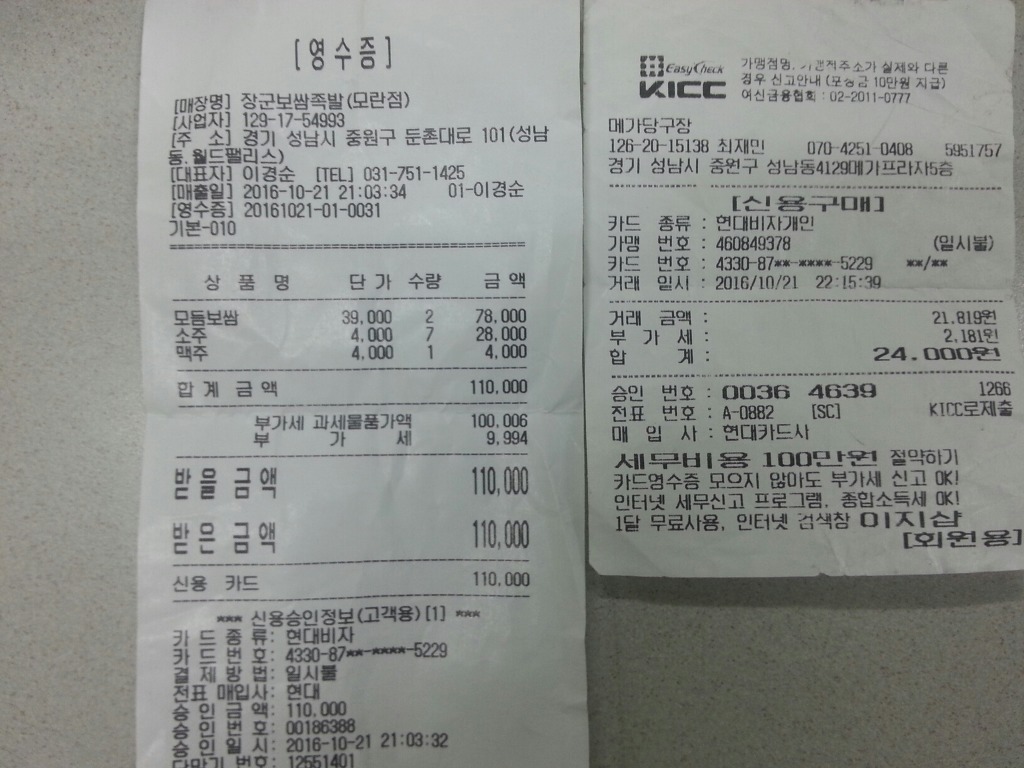 [영수증]
[매장명] 장군보쌈족발(모란점)
[사업자] 129-17-54993
[주 소] 경기 성남시 중원구 둔촌대로 101(성남
동,월드팰리스)
[대표자] 이경순 [TEL] 031-751-1425
[매출일] 2016-10-21 21:03:34 01-이경순
[영수증] 20161021-01-0031
기본-010
상 품 명 단 가 수량 금 액
모듬보쌈 39,000 2 78,000
소주 4,000 7 28,000
맥주 4,000 1 4,000
합 계 금 액 110,000
부가세 과세물품가액 100,006
부 가 세 9,994
받을 금액 110,000
받은 금액 110,000
신용 카드 110,000
*** 신용승인정보(고객용)[1] ***
카 드 종 류: 현대비자
카 드 번 호: 4330-87**-****-5229
결 제 방 법: 일시불
전표 매입사: 현대
승 인 금 액: 110,000
승 인 번 호: 00186388
승 인 일 시: 2016-10-21 21:03:32
단말기 번호: 12551401
EasyCheck
KICC
가맹점명, 가맹점주소가 실제와 다른
경우 신고안내 (포상금 10만원 지급)
여신금융협회 : 02-2011-0777
메가당구장
126-20-15138 최재민 070-4251-0408 5951757
경기 성남시 중원구 성남동4129메가프라자5층
[신용구매]
카드 종류 : 현대비자개인
가맹 번호 : 460849378 (일시불)
카드 번호 : 4330-87**-****-5229 **/**
거래 일시 : 2016/10/21 22:15:39
거래 금액 : 21,819원
부 가 세 : 2,181원
합 계 : 24,000원
승인 번호 : 0036 4639 1266
전표 번호 : A-0882 [SC] KICC로제출
매 입 사 : 현대카드사
세무비용 100만원 절약하기
카드영수증 모으지 않아도 부가세 신고 OK!
인터넷 세무신고 프로그램, 종합소득세 OK!
1달 무료사용, 인터넷 검색창 이지샵
[회원용]